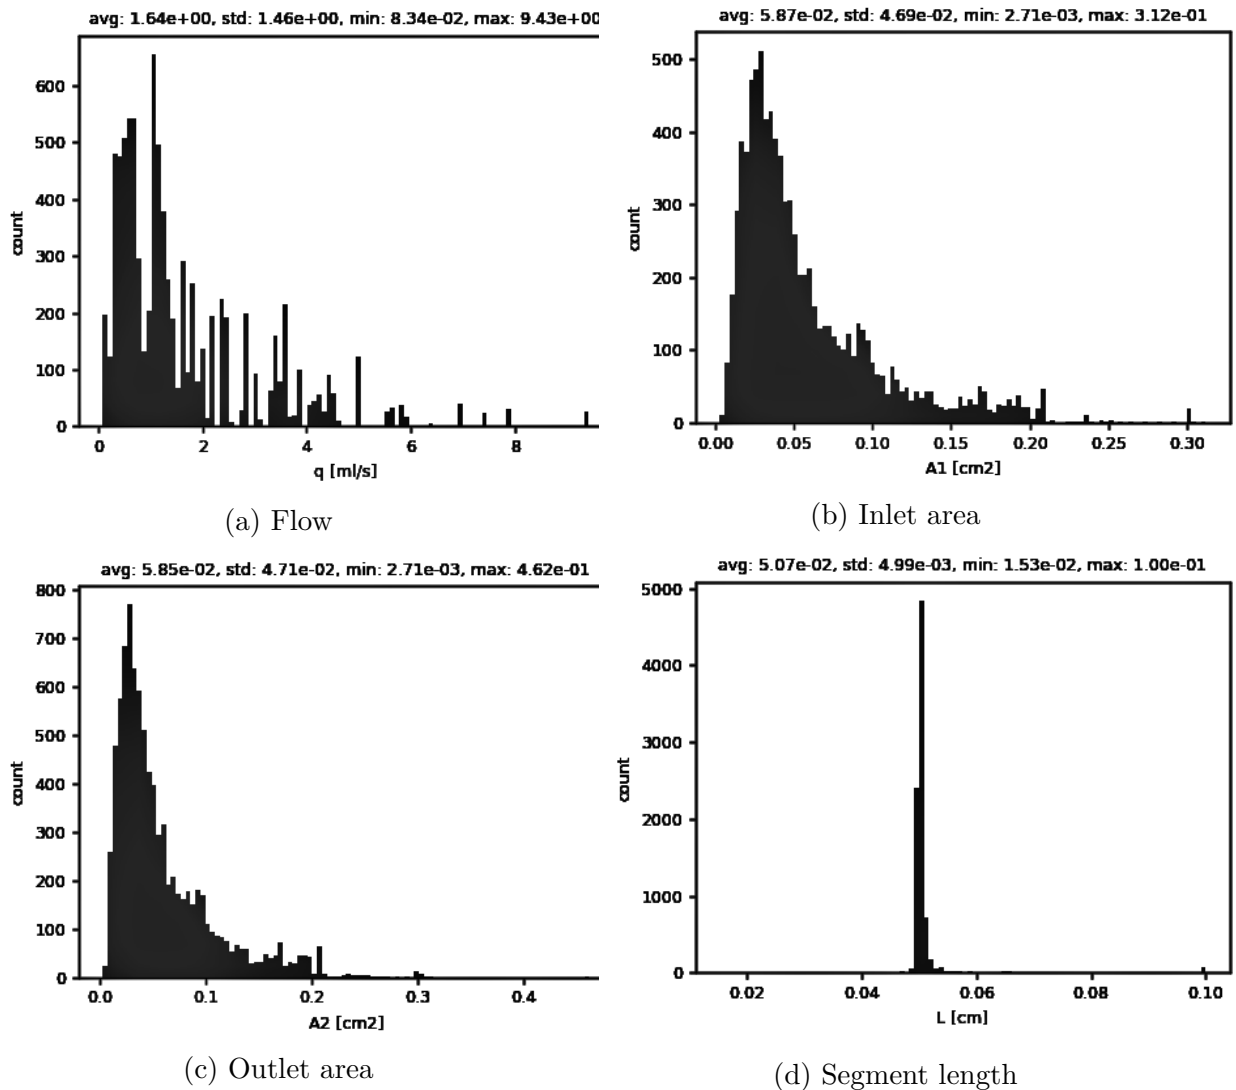 avg: 1.64e+00, std: 1.46e+00, min: 8.34e-02, max: 9.43e+00
600
500
400
300
200
100
0
count
0 2 4 6 8
q [ml/s]
(a) Flow
avg: 5.87e-02, std: 4.69e-02, min: 2.71e-03, max: 3.12e-01
500
400
300
200
100
0
count
0.00 0.05 0.10 0.15 0.20 0.25 0.30
A1 [cm2]
(b) Inlet area
avg: 5.85e-02, std: 4.71e-02, min: 2.71e-03, max: 4.62e-01
800
700
600
500
400
300
200
100
0
count
0.0 0.1 0.2 0.3 0.4
A2 [cm2]
(c) Outlet area
avg: 5.07e-02, std: 4.99e-03, min: 1.53e-02, max: 1.00e-01
5000
4000
3000
2000
1000
0
count
0.02 0.04 0.06 0.08 0.10
L [cm]
(d) Segment length